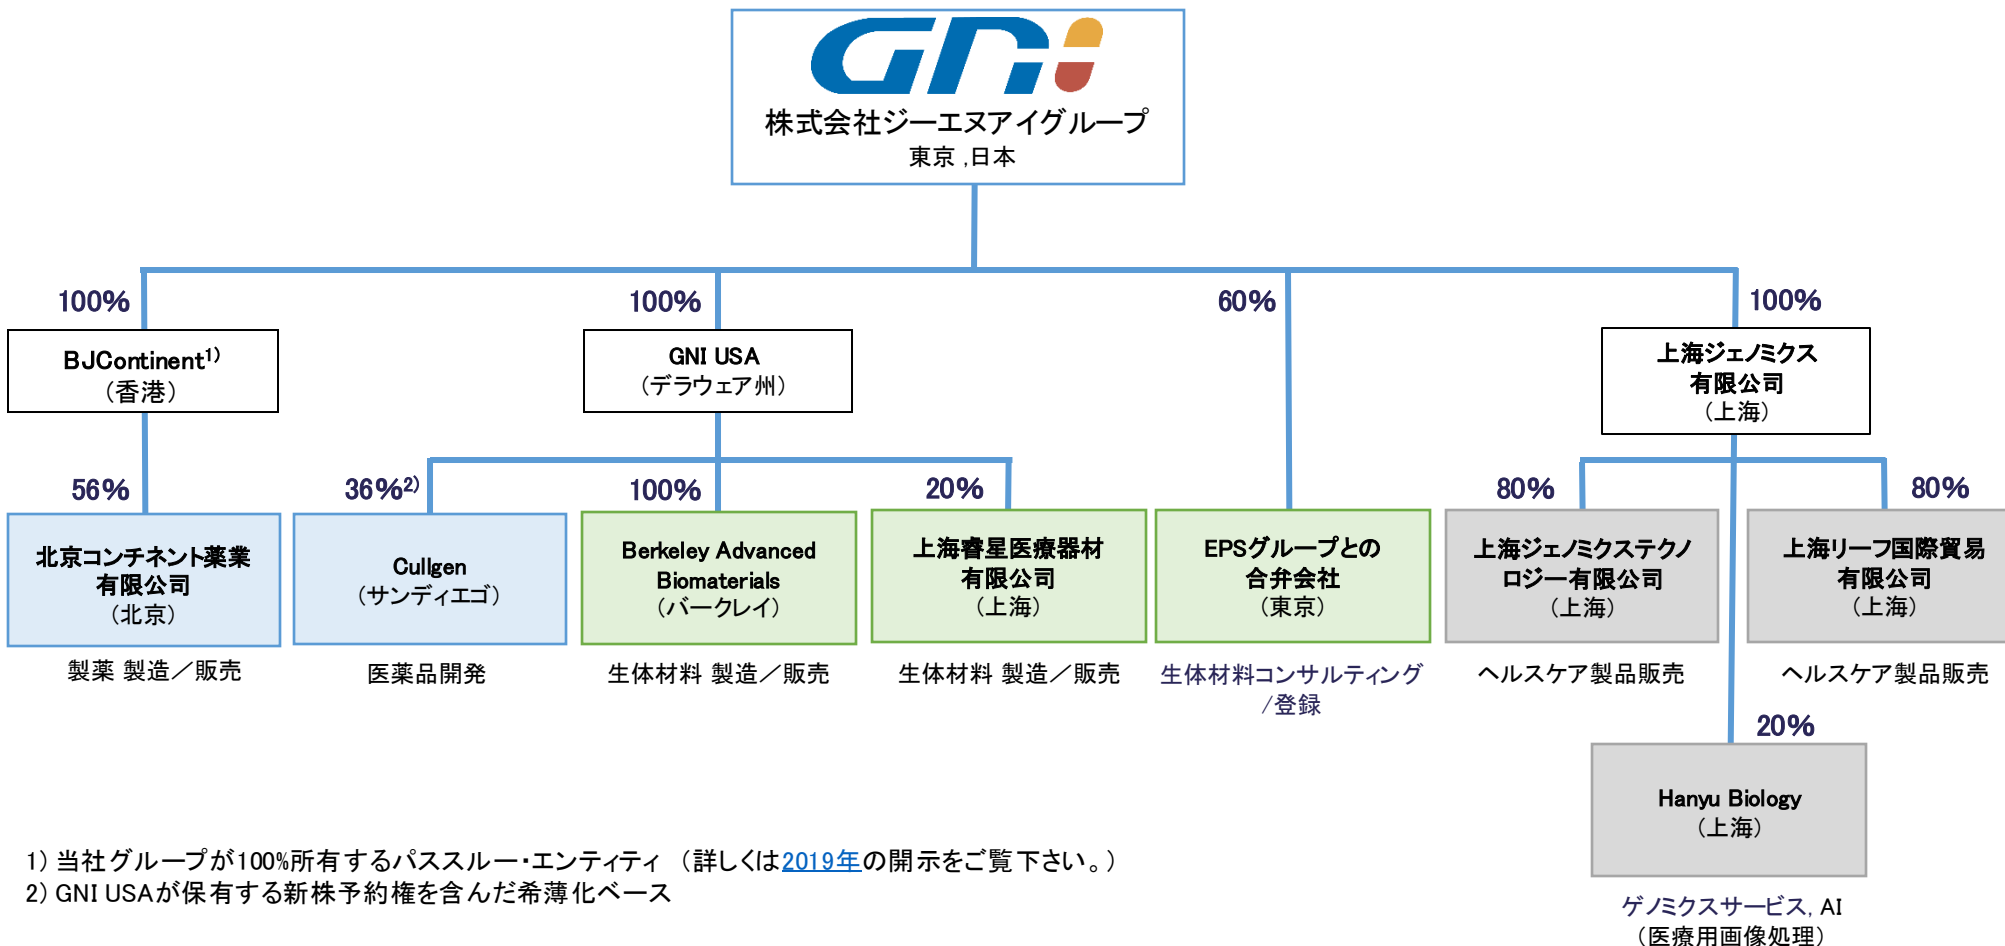 GNI
株式会社ジーエヌアイグループ
東京 ,日本
100%
100%
60%
100%
BJContinent1)
（香港）
GNI USA
（デラウェア州）
上海ジェノミクス
有限公司
（上海）
56%
36%2)
100%
20%
80%
80%
北京コンチネント薬業
有限公司
（北京）
Cullgen
（サンディエゴ）
Berkeley Advanced
Biomaterials
（バークレイ）
上海睿星医療器材
有限公司
（上海）
EPSグループとの
合弁会社
（東京）
上海ジェノミクステクノ
ロジー有限公司
（上海）
上海リーフ国際貿易
有限公司
（上海）
製薬 製造／販売
医薬品開発
生体材料 製造／販売
生体材料 製造／販売
生体材料コンサルティング
/登録
ヘルスケア製品販売
ヘルスケア製品販売
20%
Hanyu Biology
（上海）
ゲノミクスサービス, AI
（医療用画像処理）
1) 当社グループが100%所有するパススルー・エンティティ （詳しくは2019年の開示をご覧下さい。）
2) GNI USAが保有する新株予約権を含んだ希薄化ベース